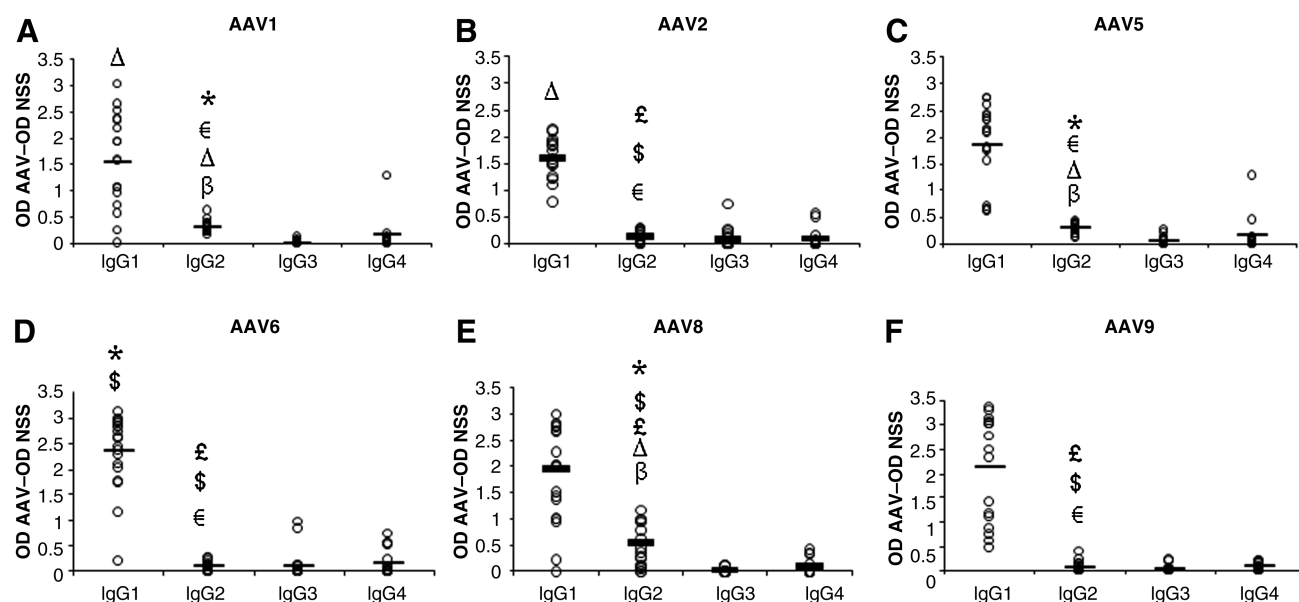 A
AAV1
OD AAV–OD NSS
3.5
3
2.5
2
1.5
1
0.5
0
Δ
*
€
Δ
β
IgG1 IgG2 IgG3 IgG4
B
AAV2
OD AAV–OD NSS
3.5
3
2.5
2
1.5
1
0.5
0
Δ
£
$
€
IgG1 IgG2 IgG3 IgG4
C
AAV5
OD AAV–OD NSS
3.5
3
2.5
2
1.5
1
0.5
0
*
€
Δ
β
IgG1 IgG2 IgG3 IgG4
D
AAV6
OD AAV–OD NSS
3.5
3
2.5
2
1.5
1
0.5
0
*
$
£
$
€
IgG1 IgG2 IgG3 IgG4
E
AAV8
OD AAV–OD NSS
3.5
3
2.5
2
1.5
1
0.5
0
*
$
£
Δ
β
IgG1 IgG2 IgG3 IgG4
F
AAV9
OD AAV–OD NSS
3.5
3
2.5
2
1.5
1
0.5
0
£
$
€
IgG1 IgG2 IgG3 IgG4